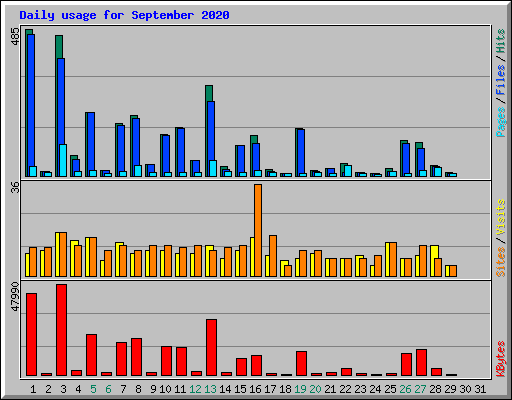 Daily usage for September 2020
485
Pages / Files / Hits
36
Sites / Visits
47990
KBytes
1 2 3 4 5 6 7 8 9 10 11 12 13 14 15 16 17 18 19 20 21 22 23 24 25 26 27 28 29 30 31